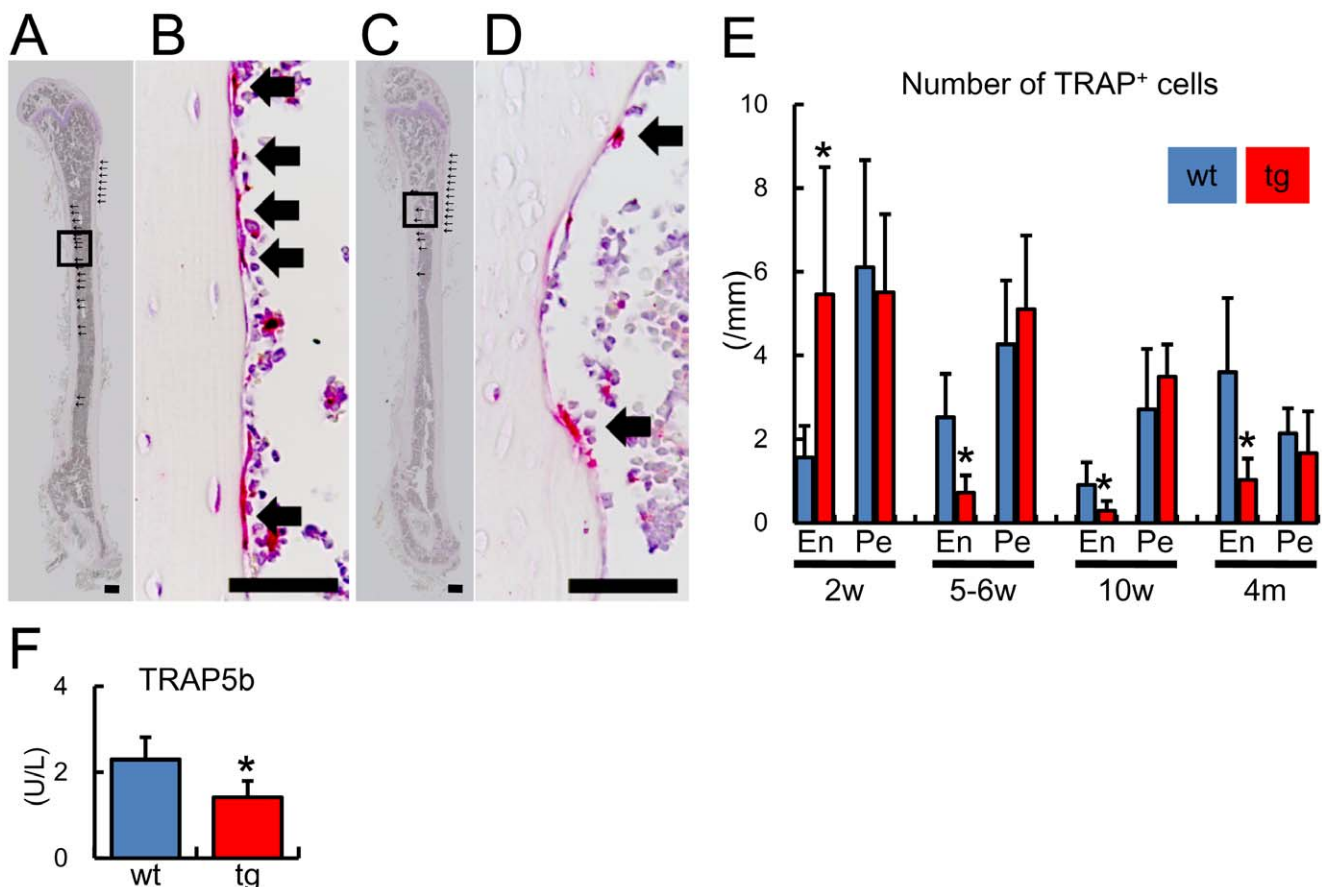 A B C D E
Number of TRAP⁺ cells
10
8
6
4
2
0
(/mm)
wt tg
* * * *
En Pe En Pe En Pe En Pe
2w 5-6w 10w 4m
F
TRAP5b
4
2
0
(U/L)
*
wt tg